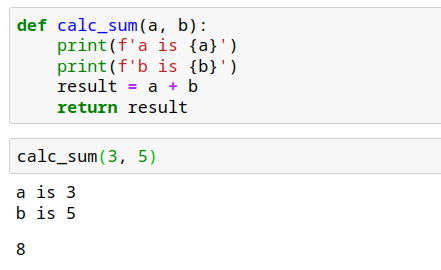 def calc_sum(a, b):
    print(f'a is {a}')
    print(f'b is {b}')
    result = a + b
    return result
calc_sum(3, 5)
a is 3
b is 5
8